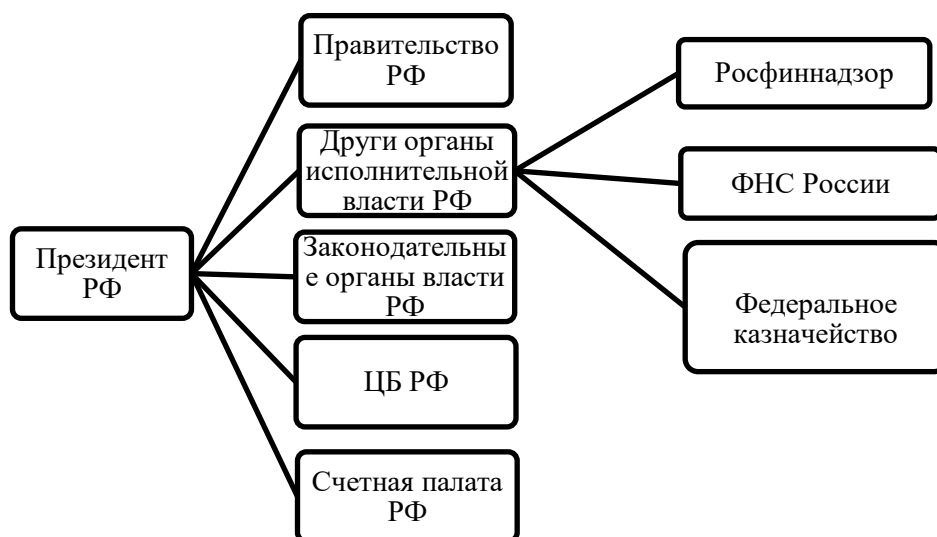 Президент
РФ
Правительство
РФ
Други органы
исполнительной
власти РФ
Законодательны
е органы власти
РФ
ЦБ РФ
Счетная палата
РФ
Росфиннадзор
ФНС России
Федеральное
казначейство